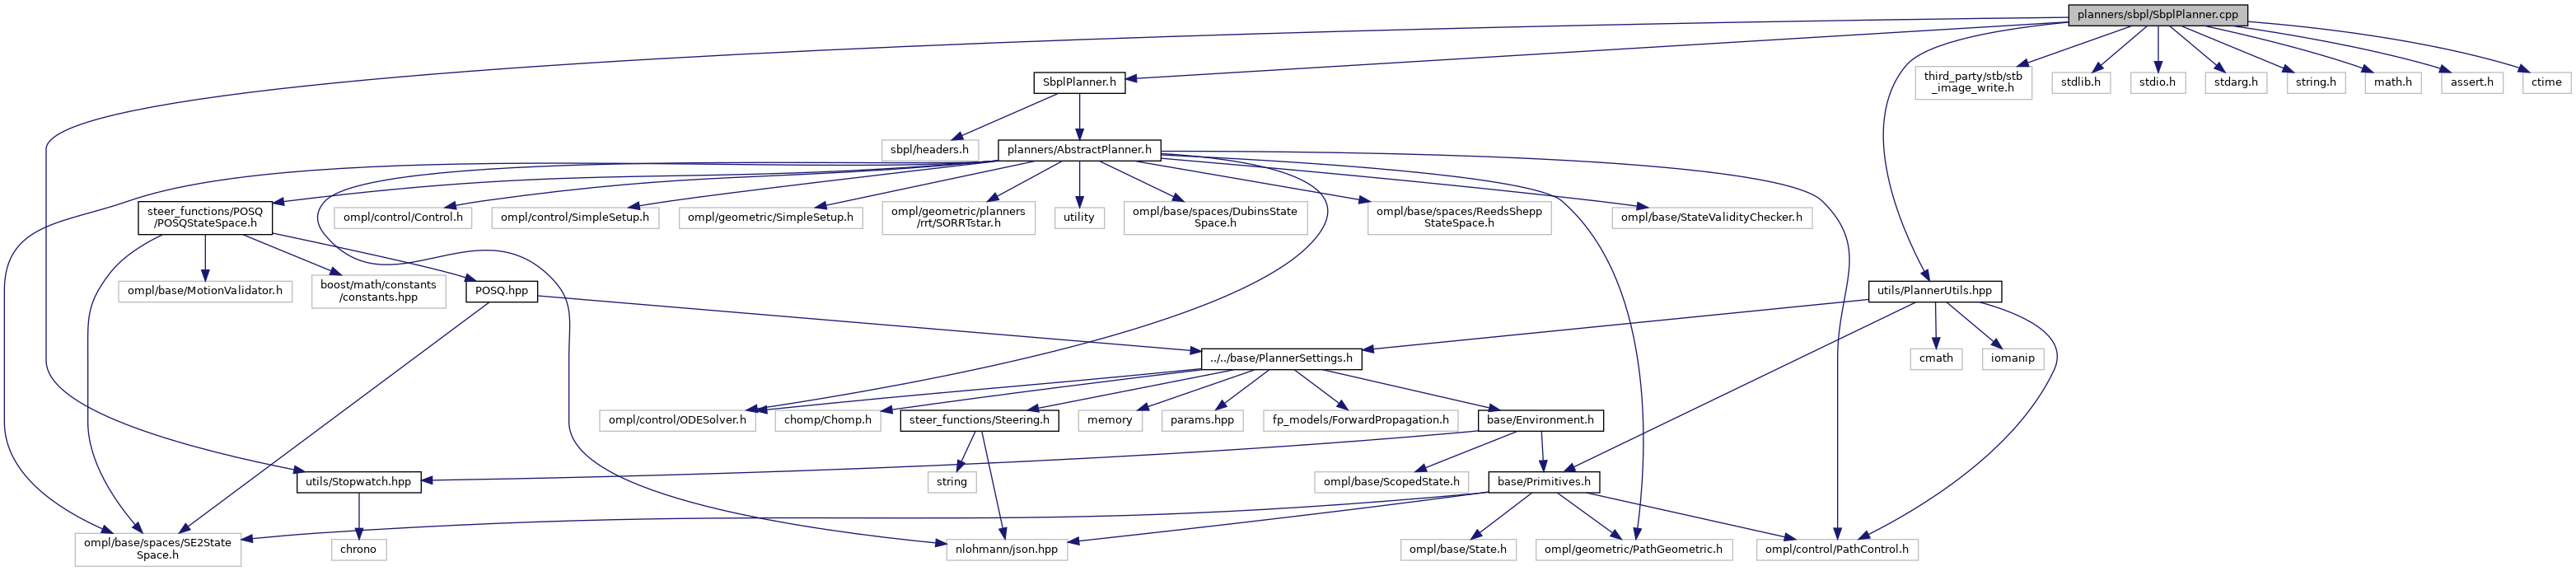 planners/sbpl/SbplPlanner.cpp
SbplPlanner.h
third_party/stb/stb
_image_write.h
stdlib.h
stdio.h
stdarg.h
string.h
math.h
assert.h
ctime
sbpl/headers.h
planners/AbstractPlanner.h
steer_functions/POSQ
/POSQStateSpace.h
ompl/control/Control.h
ompl/control/SimpleSetup.h
ompl/geometric/SimpleSetup.h
ompl/geometric/planners
/rrt/SORRTstar.h
utility
ompl/base/spaces/DubinsState
Space.h
ompl/base/spaces/ReedsShepp
StateSpace.h
ompl/base/StateValidityChecker.h
ompl/base/MotionValidator.h
boost/math/constants
/constants.hpp
POSQ.hpp
utils/PlannerUtils.hpp
../../base/PlannerSettings.h
cmath
iomanip
ompl/control/ODESolver.h
chomp/Chomp.h
steer_functions/Steering.h
memory
params.hpp
fp_models/ForwardPropagation.h
base/Environment.h
utils/Stopwatch.hpp
string
ompl/base/ScopedState.h
base/Primitives.h
ompl/base/spaces/SE2State
Space.h
chrono
nlohmann/json.hpp
ompl/base/State.h
ompl/geometric/PathGeometric.h
ompl/control/PathControl.h